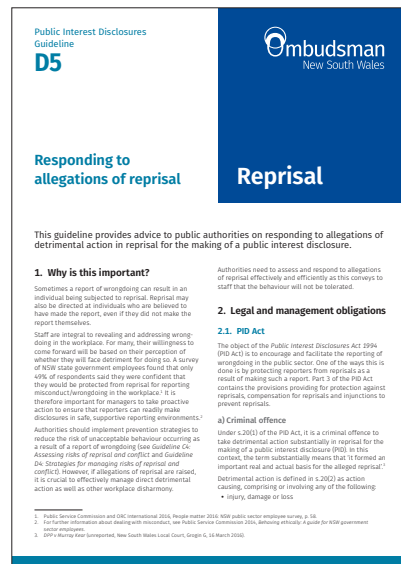 Public Interest Disclosures
Guideline
D5
Ombudsman
New South Wales
Responding to
allegations of reprisal
Reprisal
This guideline provides advice to public authorities on responding to allegations of
detrimental action in reprisal for the making of a public interest disclosure.
1. Why is this important?
Sometimes a report of wrongdoing can result in an
individual being subjected to reprisal. Reprisal may
also be directed at individuals who are believed to
have made the report, even if they did not make the
report themselves.
Staff are integral to revealing and addressing wrong-
doing in the workplace. For many, their willingness to
come forward will be based on their perception of
whether they will face detriment for doing so. A survey
of NSW state government employees found that only
49% of respondents said they were confident that
they would be protected from reprisal for reporting
misconduct/wrongdoing in the workplace.1 It is
therefore important for managers to take proactive
action to ensure that reporters can readily make
disclosures in safe, supportive reporting environments.2
Authorities should implement prevention strategies to
reduce the risk of unacceptable behaviour occurring as
a result of a report of wrongdoing (see Guideline C4:
Assessing risks of reprisal and conflict and Guideline
D4: Strategies for managing risks of reprisal and
conflict). However, if allegations of reprisal are raised,
it is crucial to effectively manage direct detrimental
action as well as other workplace disharmony.
Authorities need to assess and respond to allegations
of reprisal effectively and efficiently as this conveys to
staff that the behaviour will not be tolerated.
2. Legal and management obligations
2.1. PID Act
The object of the Public Interest Disclosures Act 1994
(PID Act) is to encourage and facilitate the reporting of
wrongdoing in the public sector. One of the ways this is
done is by protecting reporters from reprisals as a
result of making such a report. Part 3 of the PID Act
contains the provisions providing for protection against
reprisals, compensation for reprisals and injunctions to
prevent reprisals.
a) Criminal offence
Under s.20(1) of the PID Act, it is a criminal offence to
take detrimental action substantially in reprisal for the
making of a public interest disclosure (PID). In this
context, the term substantially means that 'it formed an
important real and actual basis for the alleged reprisal'.3
Detrimental action is defined in s.20(2) as action
causing, comprising or involving any of the following:
• injury, damage or loss
1. Public Service Commission and ORC International 2016, People matter 2016: NSW public sector employee survey, p. 58.
2. For further information about dealing with misconduct, see Public Service Commission 2014, Behaving ethically: A guide for NSW government
sector employees.
3. DPP v Murray Kear (unreported, New South Wales Local Court, Grogin G, 16 March 2016).